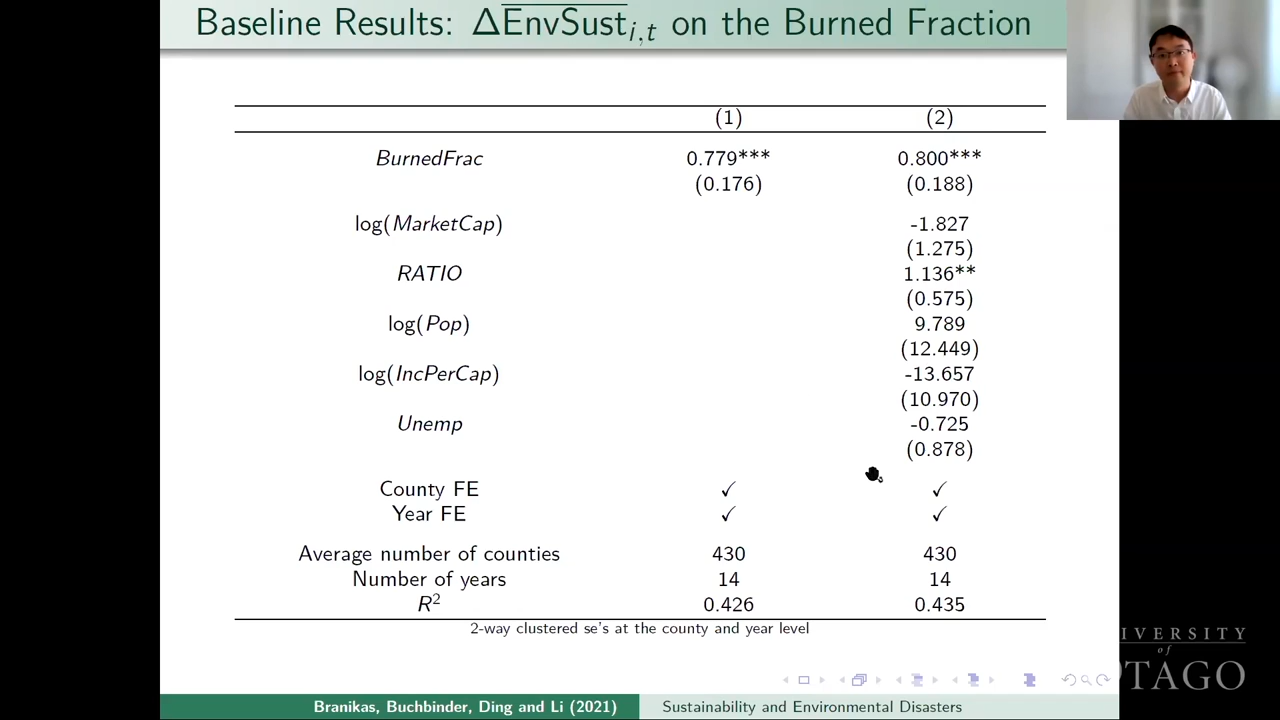 Baseline Results: ΔEnvSust̅i,t on the Burned Fraction
(1) (2)
BurnedFrac 0.779*** 0.800***
(0.176) (0.188)
log(MarketCap) -1.827
(1.275)
RATIO 1.136**
(0.575)
log(Pop) 9.789
(12.449)
log(IncPerCap) -13.657
(10.970)
Unemp -0.725
(0.878)
County FE ✓ ✓
Year FE ✓ ✓
Average number of counties 430 430
Number of years 14 14
R² 0.426 0.435
2-way clustered se's at the county and year level
IVERSITY
of
TAGO
Branikas, Buchbinder, Ding and Li (2021) Sustainability and Environmental Disasters